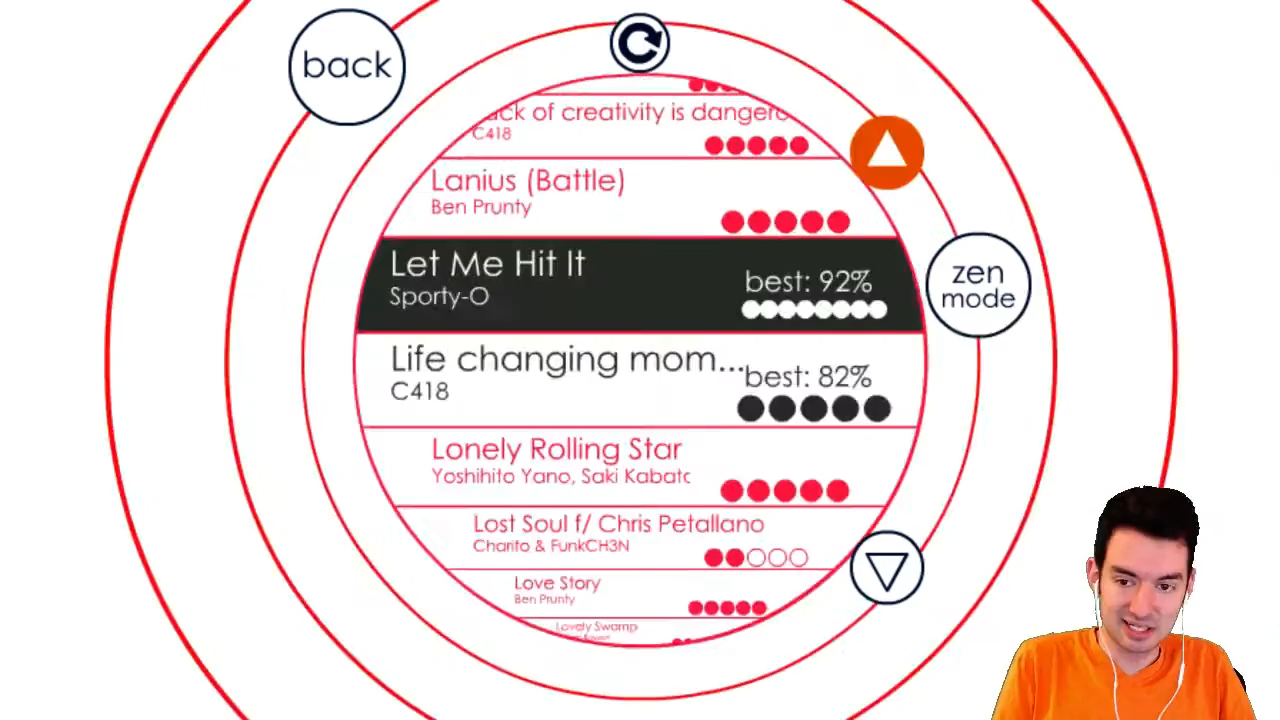 back
ck of creativity is dangero
C418
Lanius (Battle)
Ben Prunty
Let Me Hit It
Sporty-O
best: 92%
zen
mode
Life changing mom...
C418
best: 82%
Lonely Rolling Star
Yoshihito Yano, Saki Kabato
Lost Soul f/ Chris Petallano
Charito & FunkCH3N
Love Story
Ben Prunty
Lovely Swamp